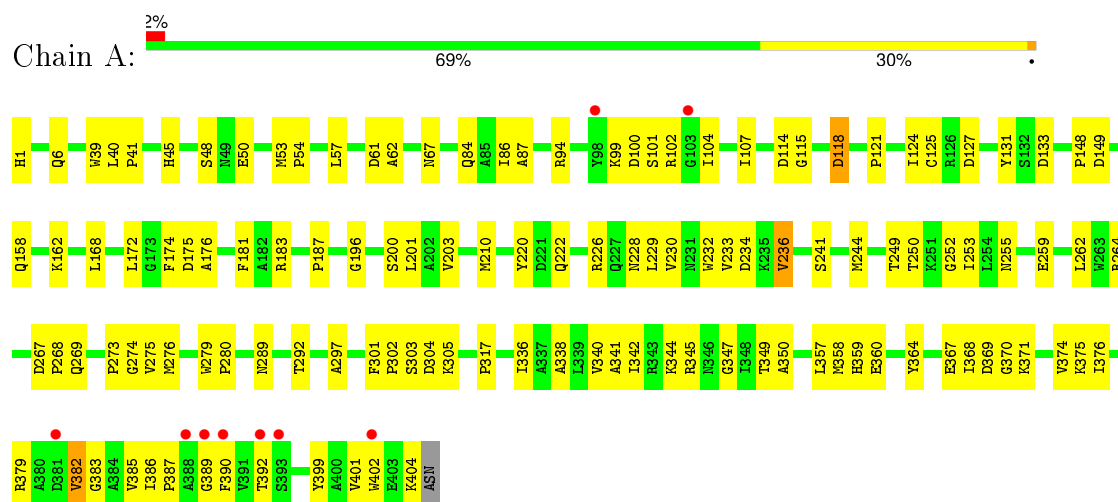 2%
Chain A:
69% 30% •
H1 Q6 W39 L40 P41 H45 S48 N49 E50 M53 P54 L57 D61 A62 N67 Q84 A85 I86 A87 R94 Y98 K99 D100 S101 R102 G103 I104 I107 D114 G115 D118 P121 I124 C125 R126 D127 Y131 S132 D133 P148 D149
Q158 K162 L168 L172 G173 F174 D175 A176 F181 A182 R183 P187 G196 S200 L201 A202 V203 M210 Y220 D221 Q222 R226 Q227 N228 L229 V230 N231 W232 V233 D234 K235 V236 S241 M244 T249 T250 K251 G252 I253 L254 N255 E259 L262 W263 R264
D267 P268 Q269 P273 G274 V275 M276 W279 P280 N289 T292 A297 F301 P302 S303 D304 K305 P317 I336 A337 A338 L339 V340 A341 I342 R343 K344 R345 N346 G347 I348 T349 A350 L357 M358 H359 E360 Y364 E367 I368 D369 G370 K371 V374 K375 I376
R379 A380 D381 V382 G383 A384 V385 I386 P387 A388 G389 F390 V391 T392 S393 Y399 A400 V401 W402 E403 K404 ASN